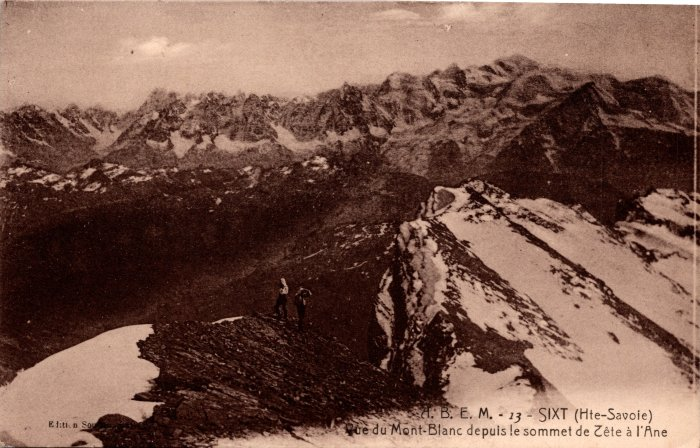 A. B. E. M. - 13 - SIXT (Hte-Savoie)
Vue du Mont-Blanc depuis le sommet de Tête à l'Ane